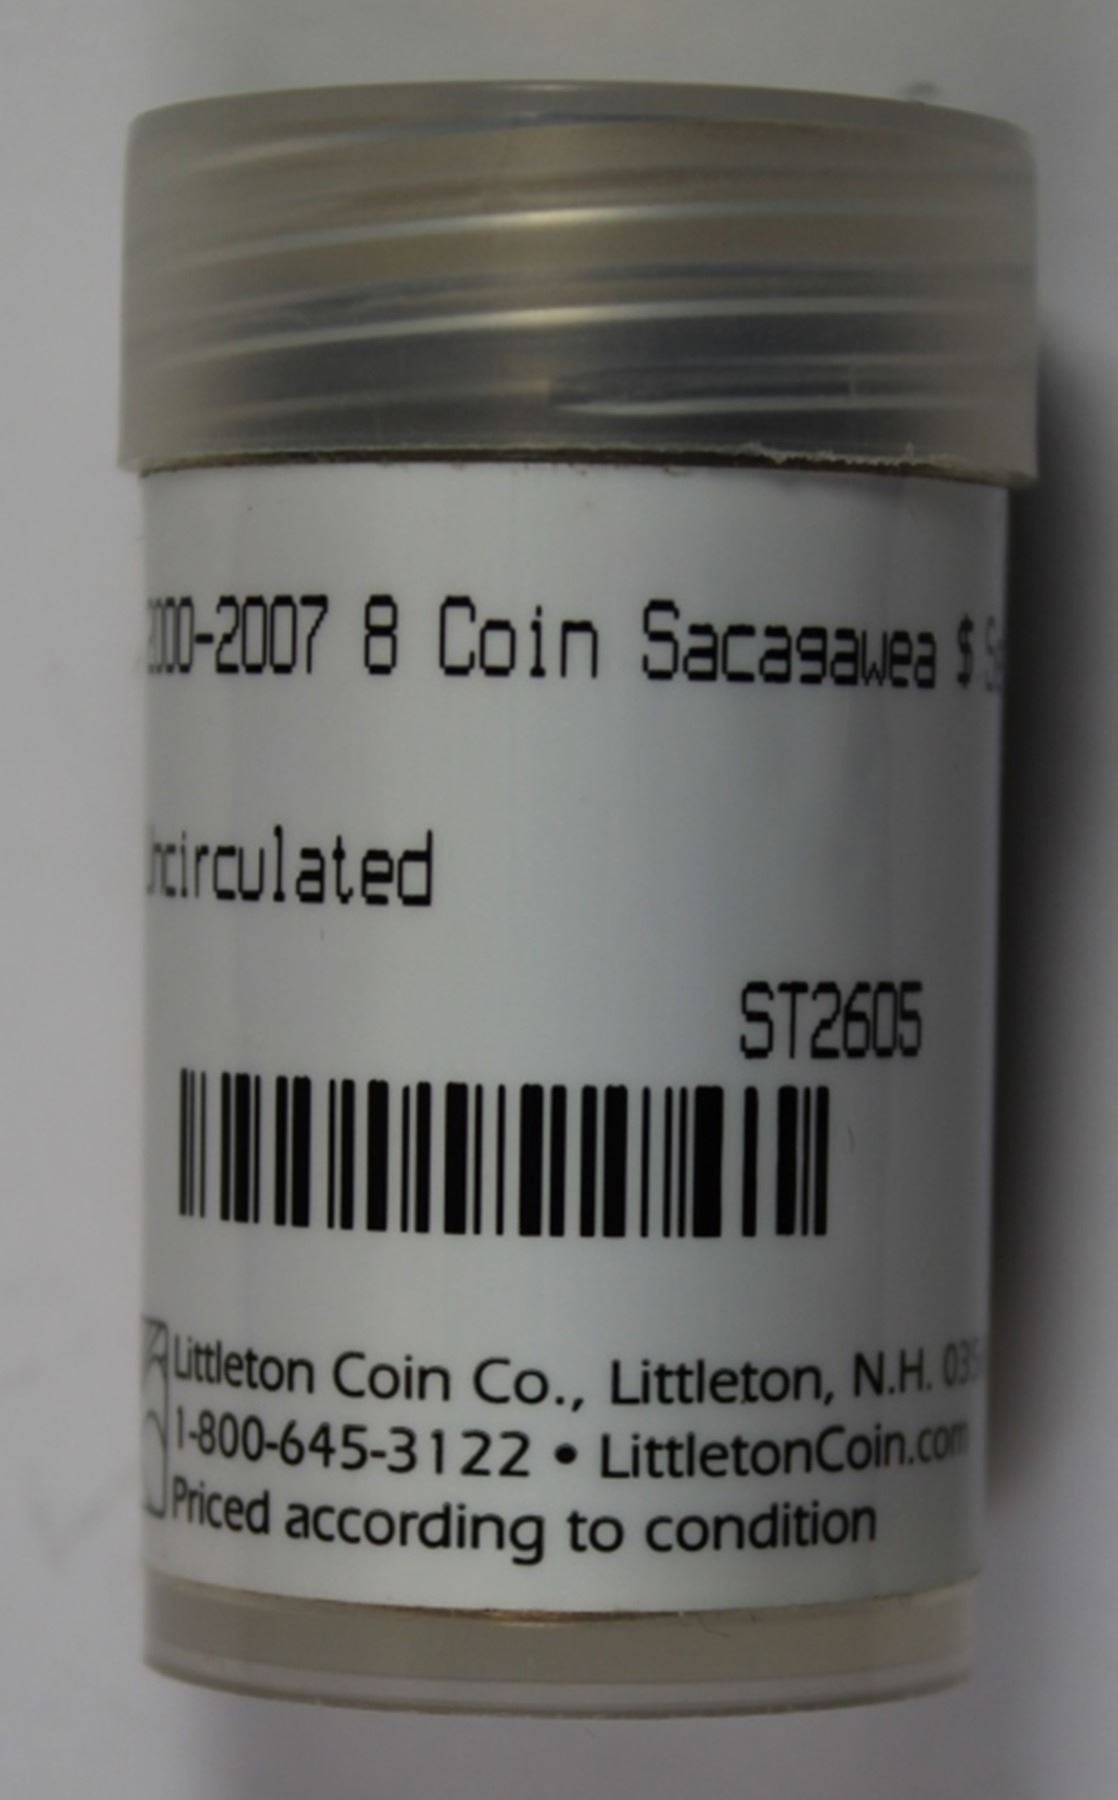 2000-2007 8 Coin Sacagawea $
Uncirculated
ST2605
Littleton Coin Co., Littleton, N.H.
1-800-645-3122 • LittletonCoin.com
Priced according to condition